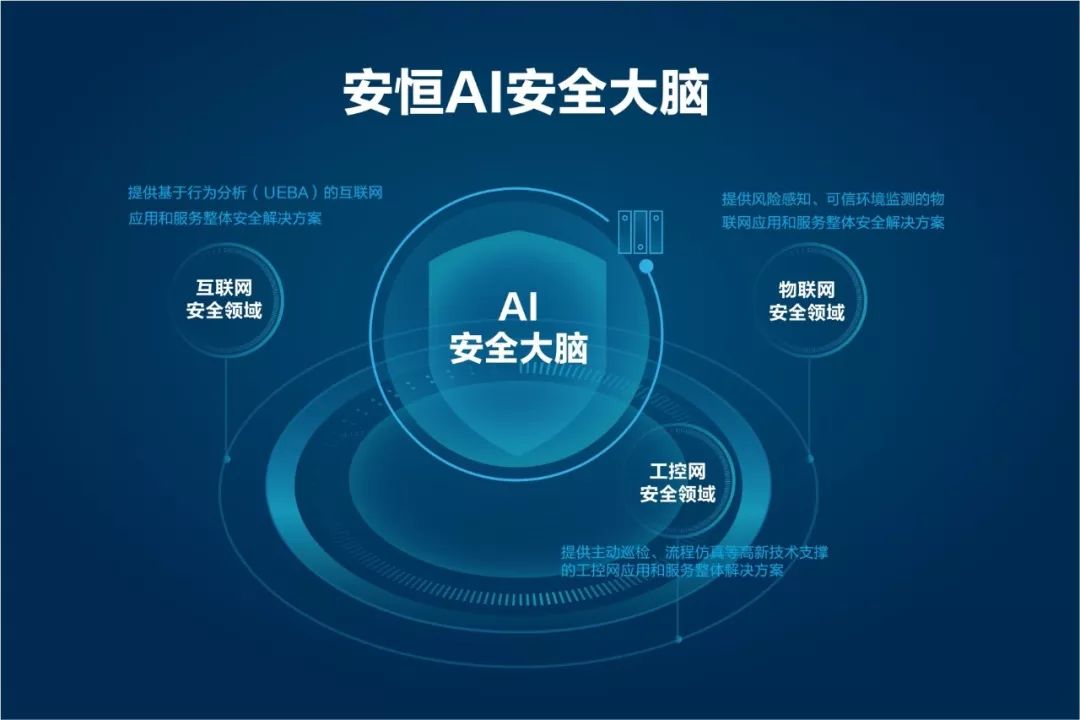 安恒AI安全大脑
提供基于行为分析（UEBA）的互联网
应用和服务整体安全解决方案
互联网
安全领域
AI
安全大脑
提供风险感知、可信环境监测的物
联网应用和服务整体安全解决方案
物联网
安全领域
工控网
安全领域
提供主动巡检、流程仿真等高新技术支撑
的工控网应用和服务整体解决方案